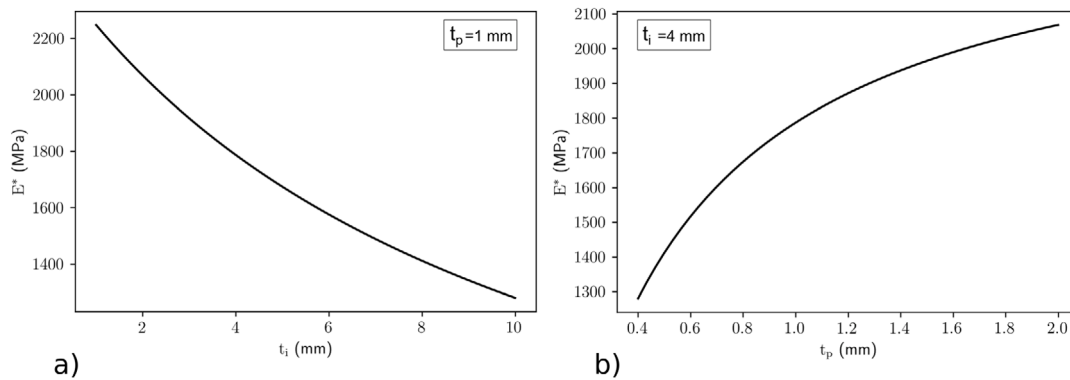 2200
2000
1800
1600
1400
E* (MPa)
2 4 6 8 10
t_i (mm)
t_p=1 mm
a)
2100
2000
1900
1800
1700
1600
1500
1400
1300
E* (MPa)
0.4 0.6 0.8 1.0 1.2 1.4 1.6 1.8 2.0
t_p (mm)
t_i =4 mm
b)